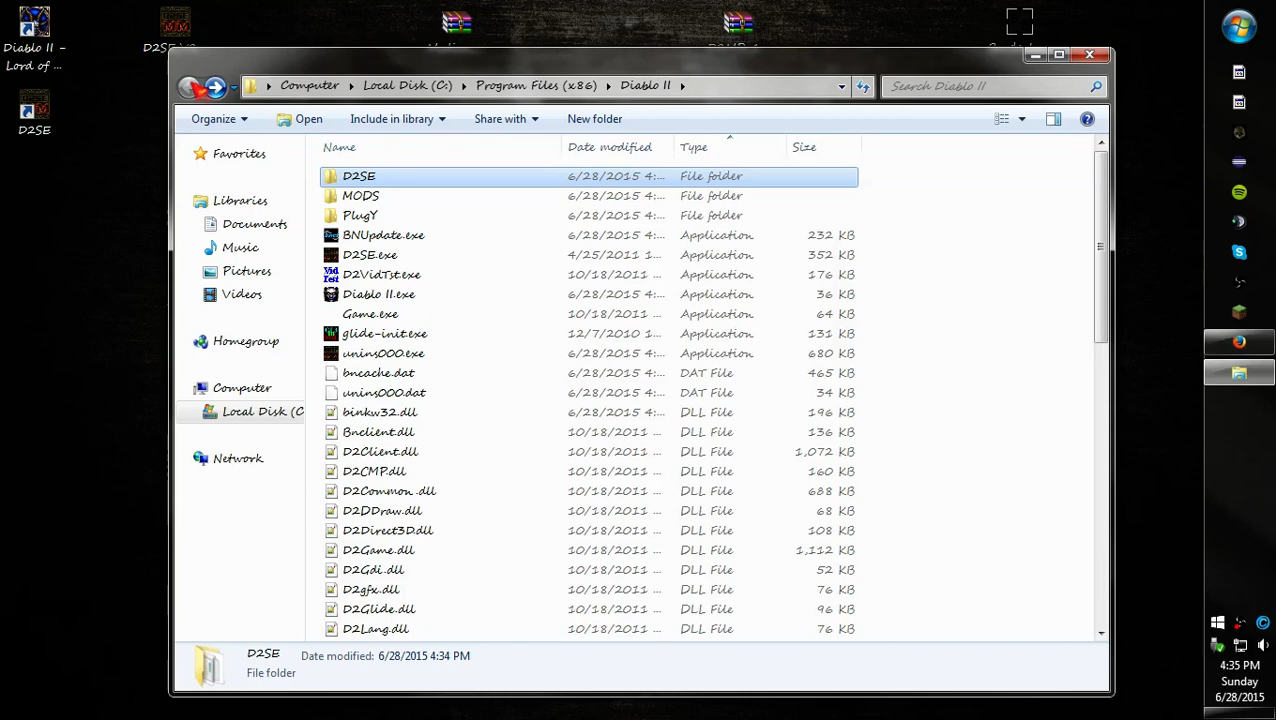 Diablo II -
Lord of ...
D2SE
Computer
Local Disk (C:)
Program Files (x86)
Diablo II
Search Diablo II
Organize
Open
Include in library
Share with
New folder
Name Date modified Type Size
Favorites
Libraries
Documents
Music
Pictures
Videos
Homegroup
Computer
Local Disk (C
Network
D2SE 6/28/2015 4:... File folder
MODS 6/28/2015 4:... File folder
PlugY 6/28/2015 4:... File folder
BNUpdate.exe 6/28/2015 4:... Application 232 KB
D2SE.exe 4/25/2011 1... Application 352 KB
D2VidTst.exe 10/18/2011 ... Application 176 KB
Diablo II.exe 6/28/2015 4:... Application 36 KB
Game.exe 10/18/2011 ... Application 64 KB
glide-init.exe 12/7/2010 1... Application 131 KB
unins000.exe 6/28/2015 4:... Application 680 KB
bncache.dat 6/28/2015 4:... DAT File 465 KB
unins000.dat 6/28/2015 4:... DAT File 34 KB
binkw32.dll 6/28/2015 4:... DLL File 196 KB
Bnclient.dll 10/18/2011 ... DLL File 136 KB
D2Client.dll 10/18/2011 ... DLL File 1,072 KB
D2CMP.dll 10/18/2011 ... DLL File 160 KB
D2Common.dll 10/18/2011 ... DLL File 688 KB
D2DDraw.dll 10/18/2011 ... DLL File 68 KB
D2Direct3D.dll 10/18/2011 ... DLL File 108 KB
D2Game.dll 10/18/2011 ... DLL File 1,112 KB
D2Gdi.dll 10/18/2011 ... DLL File 52 KB
D2gfx.dll 10/18/2011 ... DLL File 76 KB
D2Glide.dll 10/18/2011 ... DLL File 96 KB
D2Lang.dll 10/18/2011 ... DLL File 76 KB
D2SE Date modified: 6/28/2015 4:34 PM
File folder
4:35 PM
Sunday
6/28/2015